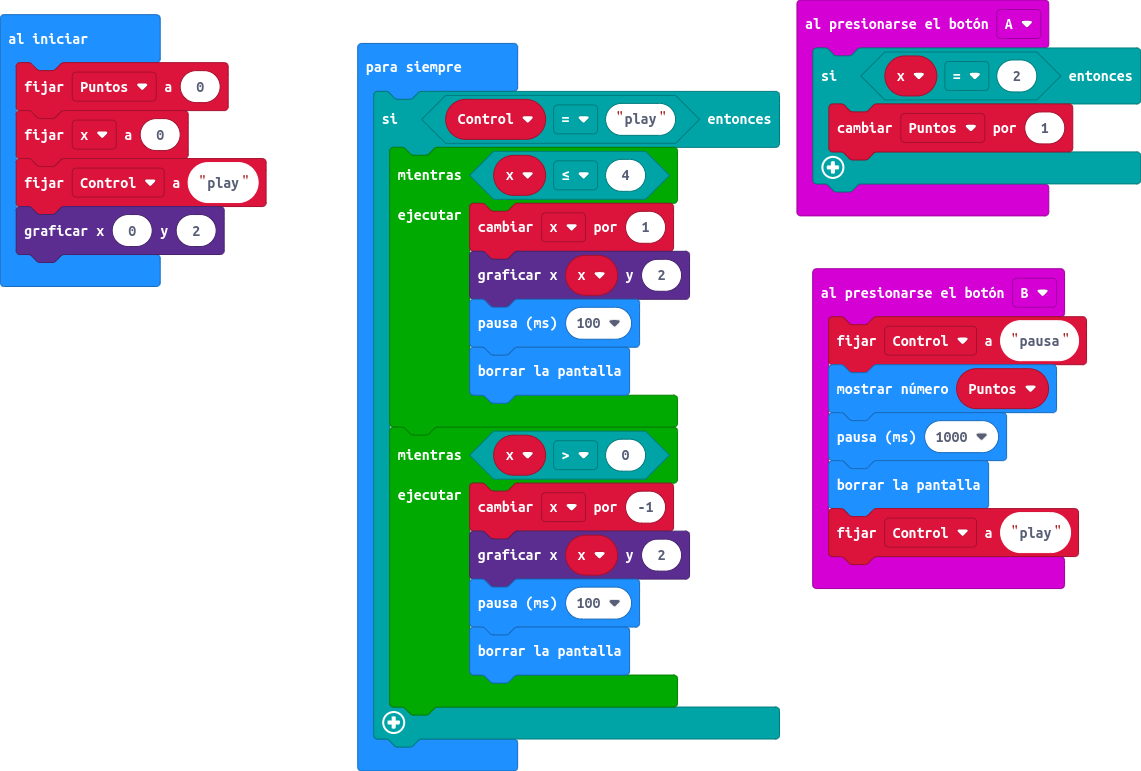 al iniciar
fijar Puntos a 0
fijar x a 0
fijar Control a "play"
graficar x 0 y 2
para siempre
si Control = "play" entonces
mientras x ≤ 4
ejecutar
cambiar x por 1
graficar x x y 2
pausa (ms) 100
borrar la pantalla
mientras x > 0
ejecutar
cambiar x por -1
graficar x x y 2
pausa (ms) 100
borrar la pantalla
al presionarse el botón A
si x = 2 entonces
cambiar Puntos por 1
al presionarse el botón B
fijar Control a "pausa"
mostrar número Puntos
pausa (ms) 1000
borrar la pantalla
fijar Control a "play"